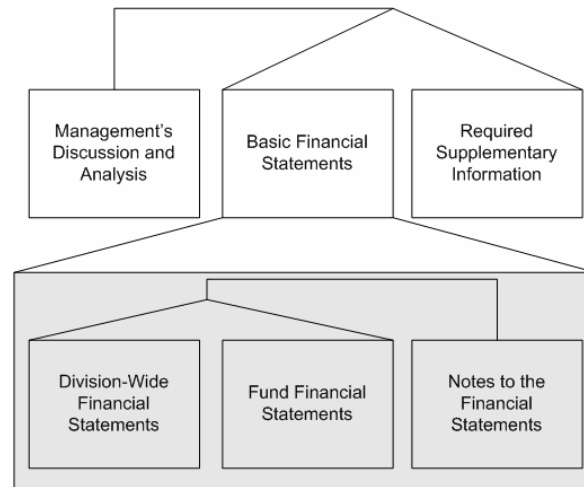 Management's
Discussion and
Analysis
Basic Financial
Statements
Required
Supplementary
Information
Division-Wide
Financial
Statements
Fund Financial
Statements
Notes to the
Financial
Statements